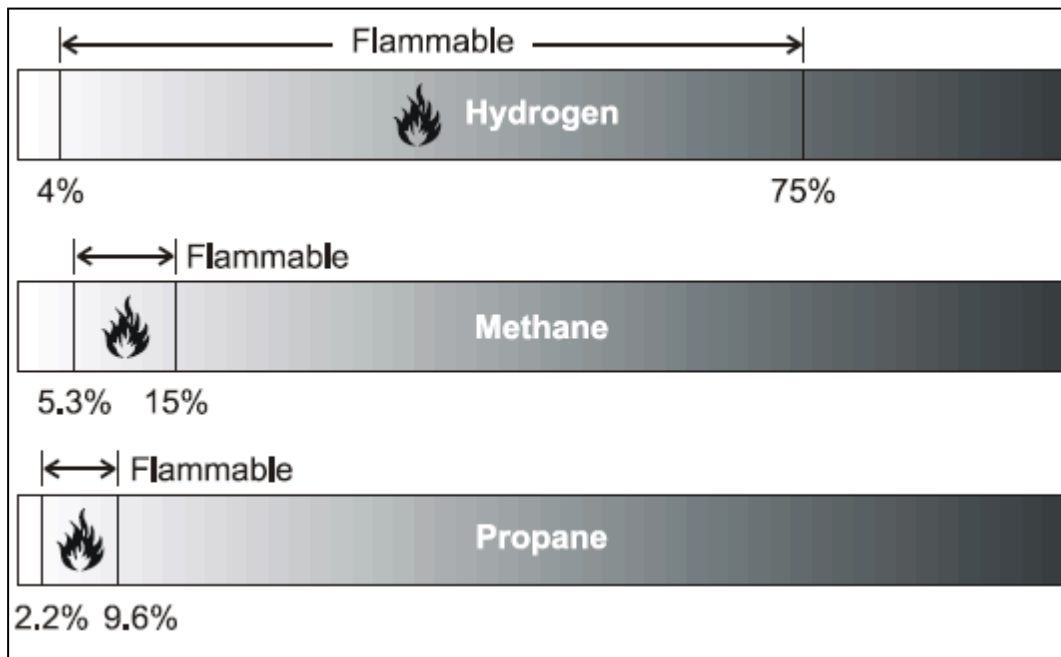 Flammable
Hydrogen
4% 75%
Flammable
Methane
5.3% 15%
Flammable
Propane
2.2% 9.6%